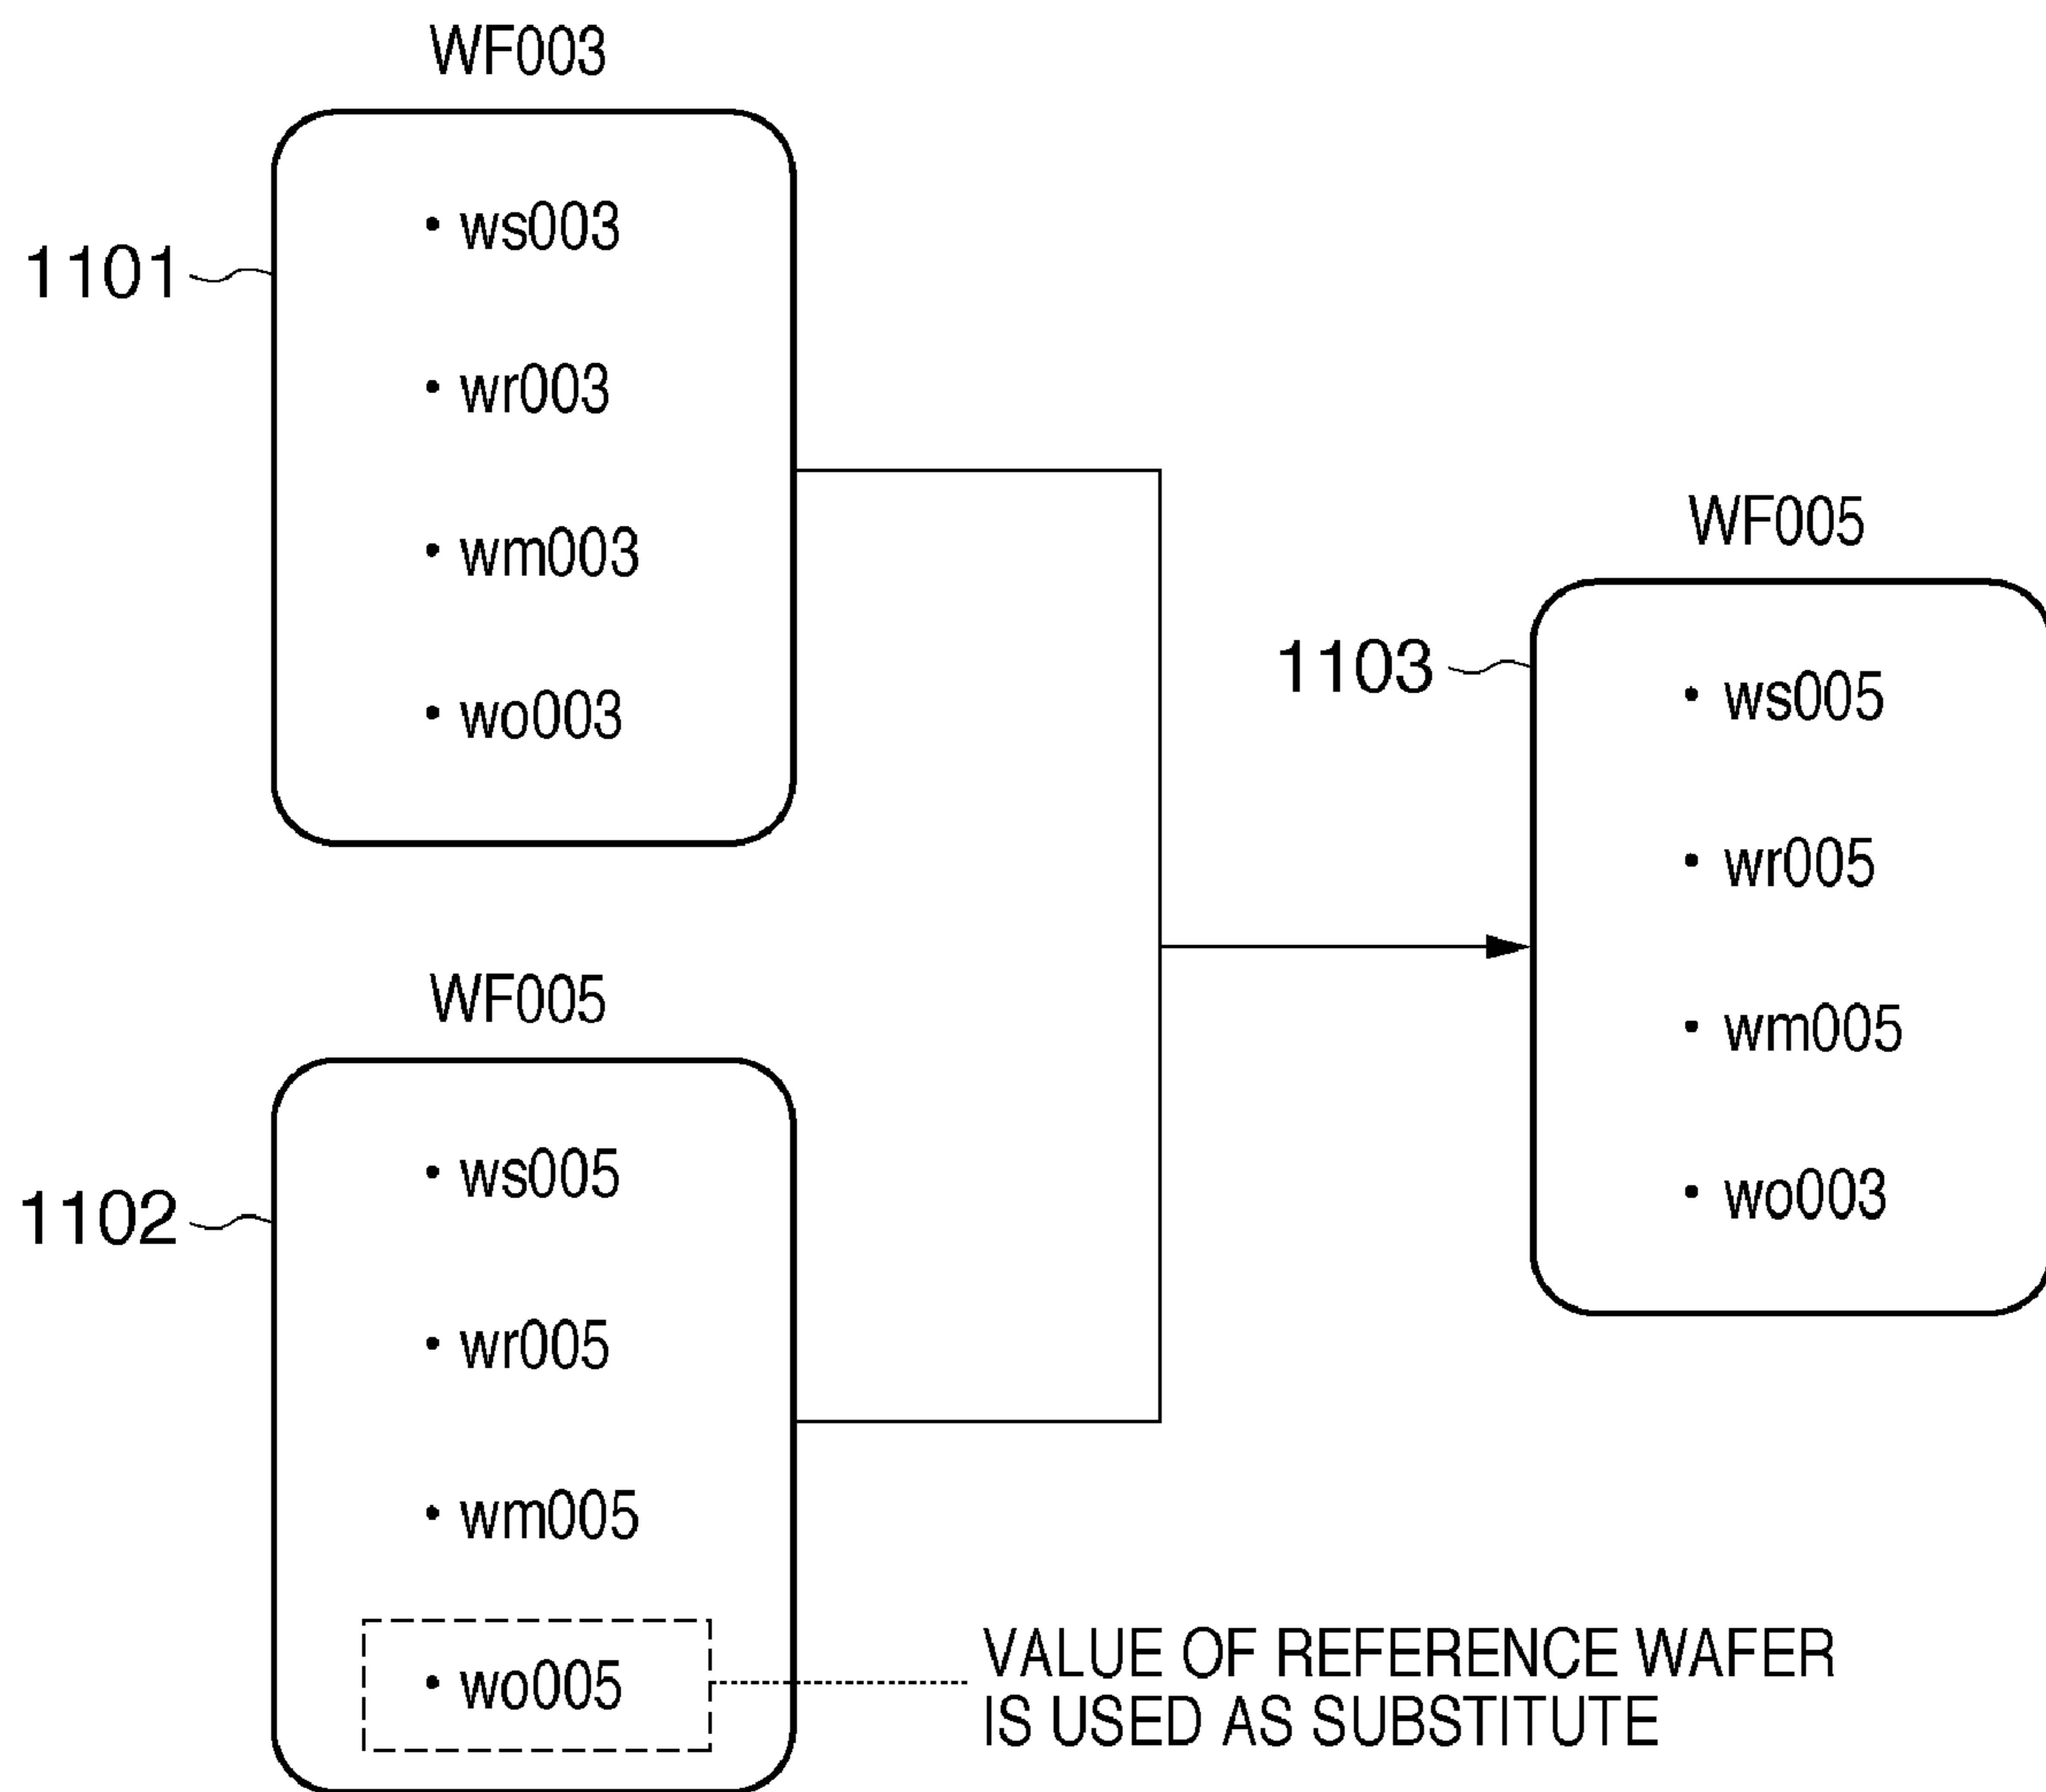 WF003
1101
• ws003
• wr003
• wm003
• wo003
WF005
1102
• ws005
• wr005
• wm005
• wo005
VALUE OF REFERENCE WAFER
IS USED AS SUBSTITUTE
WF005
1103
• ws005
• wr005
• wm005
• wo003